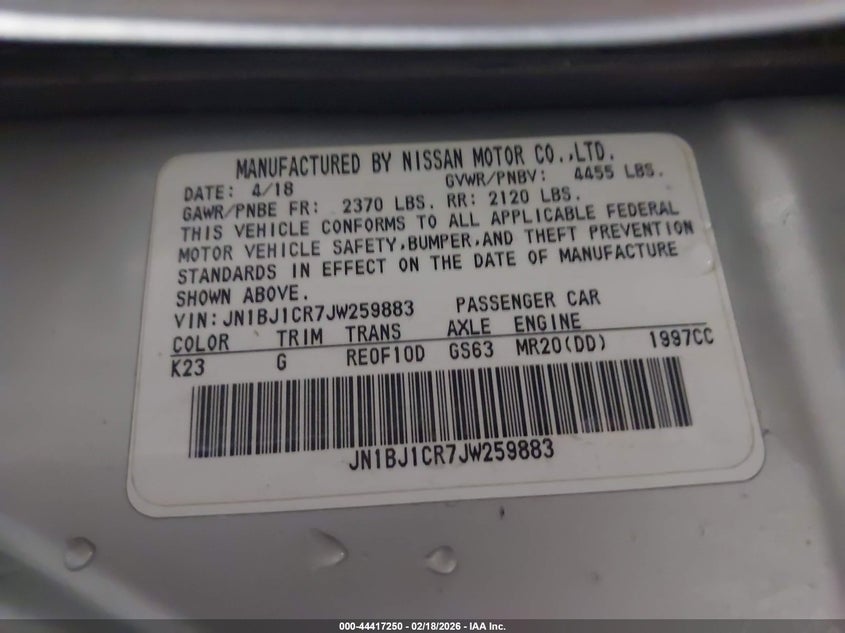 MANUFACTURED BY NISSAN MOTOR CO.,LTD.
DATE: 4/18 GVWR/PNBV: 4455 LBS.
GAWR/PNBE FR: 2370 LBS. RR: 2120 LBS.
THIS VEHICLE CONFORMS TO ALL APPLICABLE FEDERAL
MOTOR VEHICLE SAFETY,BUMPER,AND THEFT PREVENTION
STANDARDS IN EFFECT ON THE DATE OF MANUFACTURE
SHOWN ABOVE.
VIN:JN1BJ1CR7JW259883 PASSENGER CAR
COLOR TRIM TRANS AXLE ENGINE
K23 G RE0F10D GS63 MR20(DD) 1997CC
JN1BJ1CR7JW259883
000-44417250 - 02/18/2026 - IAA Inc.